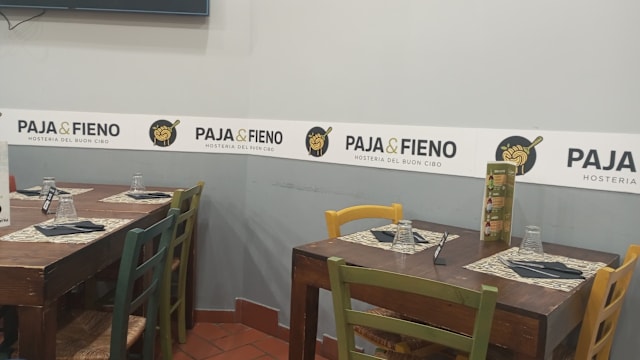 PAJA & FIENO
HOSTERIA DEL BUON CIBO
PAJA & FIENO
HOSTERIA DEL BUON CIBO
PAJA & FIENO
HOSTERIA DEL BUON CIBO
PAJA
HOSTERIA